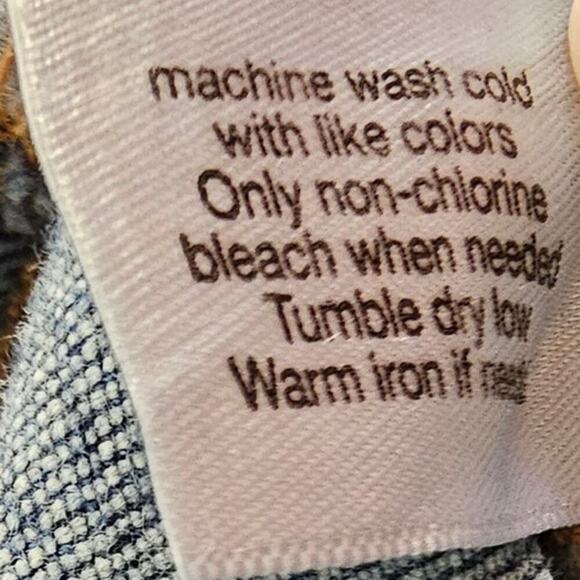 machine wash cold
with like colors
Only non-chlorine
bleach when needed
Tumble dry low
Warm iron if